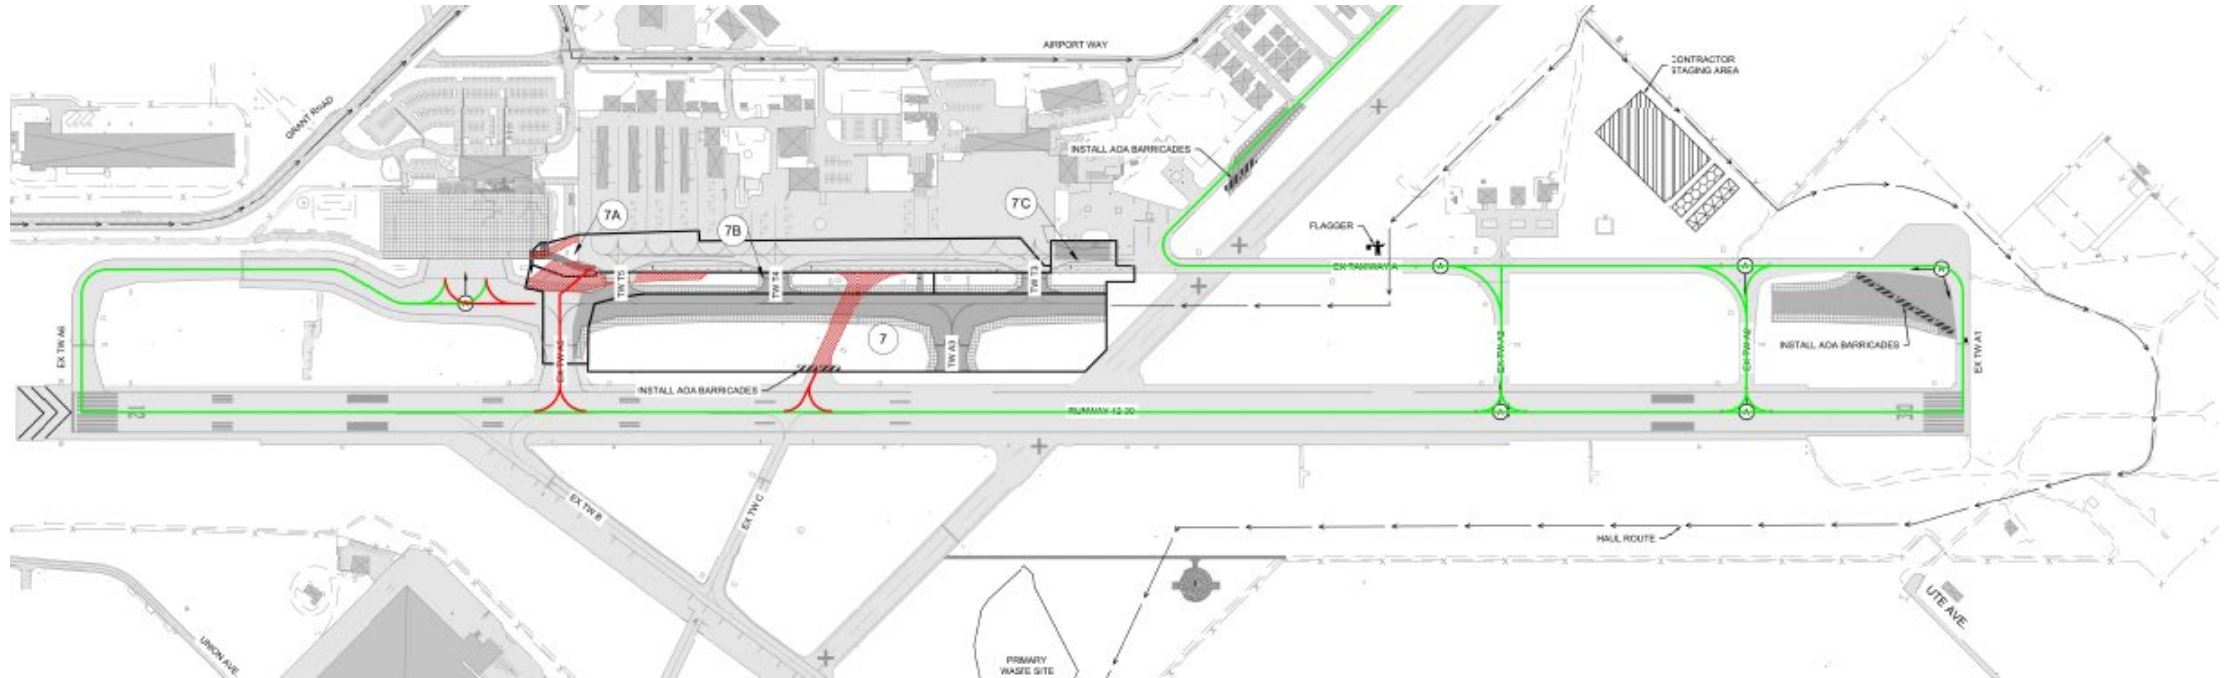 AIRPORT WAY
CONTRACTOR
STAGING AREA
GRANT ROAD
INSTALL AOA BARRICADES
7A
7B
7C
FLAGGER
EX TAXIWAY A
TW T5
TW T4
TW T3
EX TW A6
EX TW A5
7
TW A3
EX TW A2
EX TW A1
INSTALL AOA BARRICADES
INSTALL AOA BARRICADES
12
RUNWAY 12-30
30
EX TW B
EX TW C
HAUL ROUTE
UNION AVE.
PRIMARY
WASTE SITE
UTE AVE.